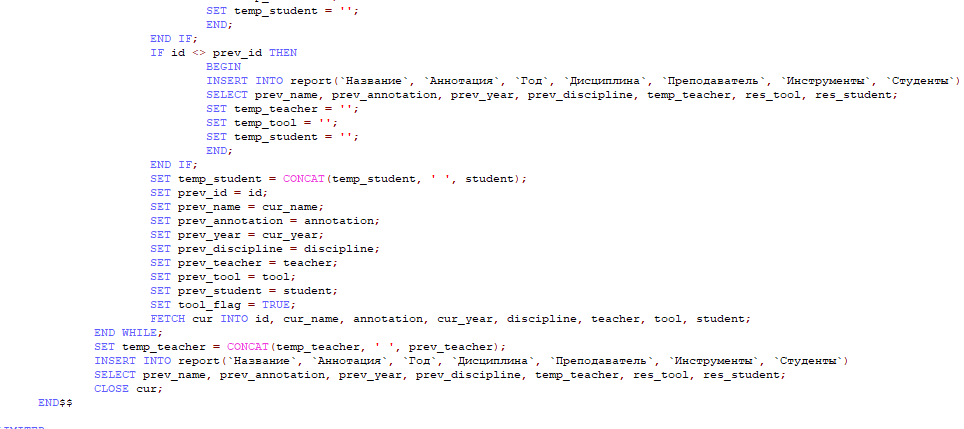 SET temp_student = '';
END;
END IF;
IF id <> prev_id THEN
BEGIN
INSERT INTO report(`Название`, `Аннотация`, `Год`, `Дисциплина`, `Преподаватель`, `Инструменты`, `Студенты`)
SELECT prev_name, prev_annotation, prev_year, prev_discipline, temp_teacher, res_tool, res_student;
SET temp_teacher = '';
SET temp_tool = '';
SET temp_student = '';
END;
END IF;
SET temp_student = CONCAT(temp_student, ' ', student);
SET prev_id = id;
SET prev_name = cur_name;
SET prev_annotation = annotation;
SET prev_year = cur_year;
SET prev_discipline = discipline;
SET prev_teacher = teacher;
SET prev_tool = tool;
SET prev_student = student;
SET tool_flag = TRUE;
FETCH cur INTO id, cur_name, annotation, cur_year, discipline, teacher, tool, student;
END WHILE;
SET temp_teacher = CONCAT(temp_teacher, ' ', prev_teacher);
INSERT INTO report(`Название`, `Аннотация`, `Год`, `Дисциплина`, `Преподаватель`, `Инструменты`, `Студенты`)
SELECT prev_name, prev_annotation, prev_year, prev_discipline, temp_teacher, res_tool, res_student;
CLOSE cur;
END$$